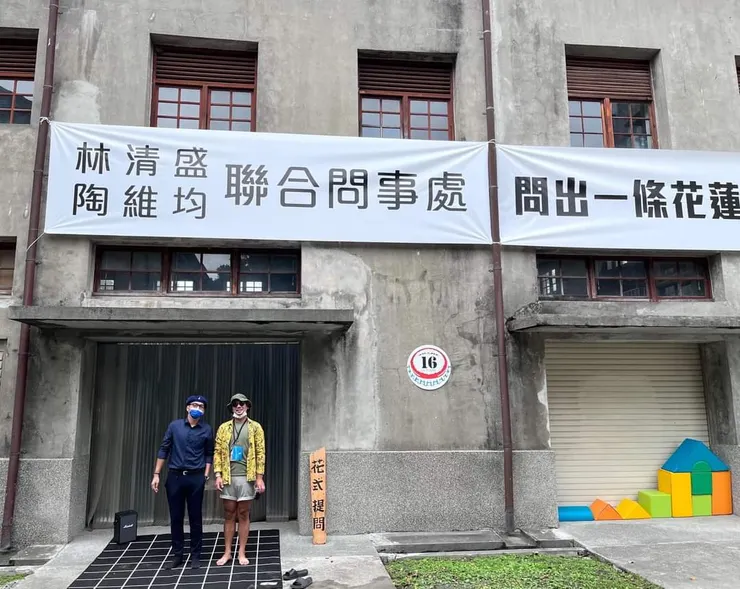 林清盛
陶維均
聯合問事處
問出一條花蓮
16
花式提問